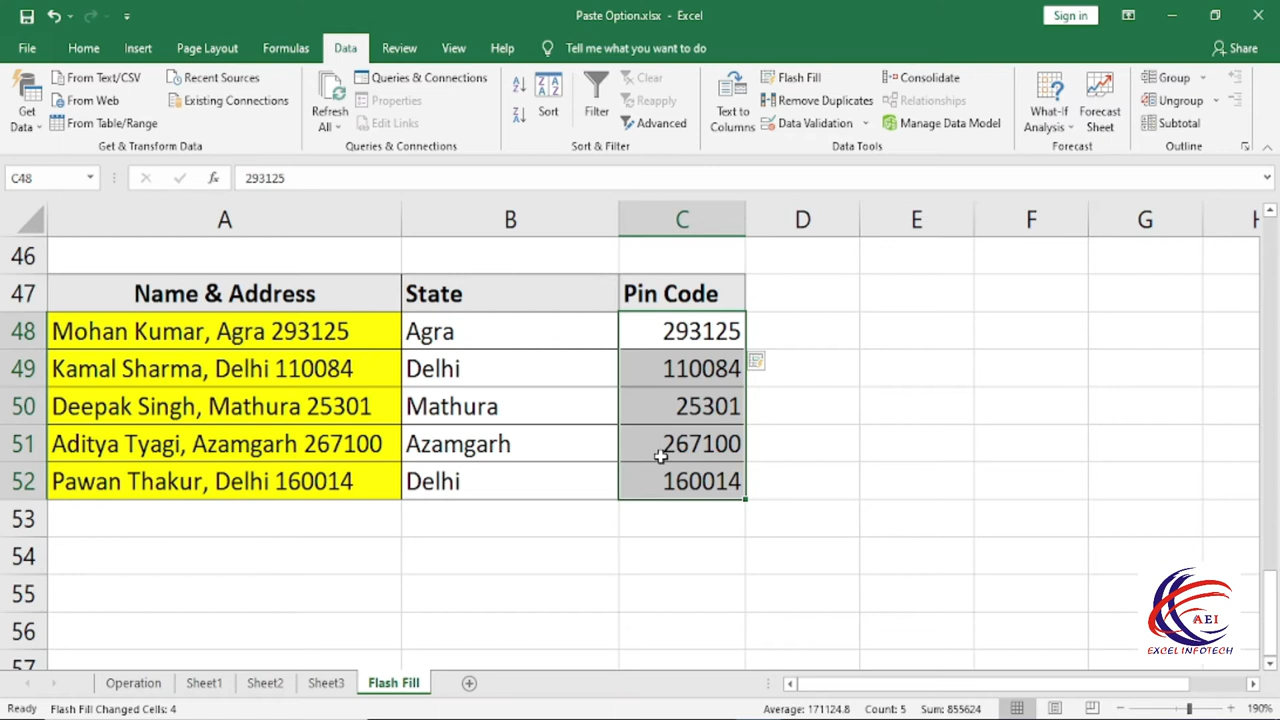 Paste Option.xlsx - Excel
Sign in
File Home Insert Page Layout Formulas Data Review View Help Tell me what you want to do Share
Get Data
From Text/CSV
From Web
From Table/Range
Recent Sources
Existing Connections
Get & Transform Data
Refresh All
Queries & Connections
Properties
Edit Links
Queries & Connections
Sort
Filter
Clear
Reapply
Advanced
Sort & Filter
Text to Columns
Flash Fill
Remove Duplicates
Data Validation
Consolidate
Relationships
Manage Data Model
Data Tools
What-If Analysis
Forecast Sheet
Forecast
Group
Ungroup
Subtotal
Outline
C48 fx 293125
A B C D E F G H
46
47 Name & Address State Pin Code
48 Mohan Kumar, Agra 293125 Agra 293125
49 Kamal Sharma, Delhi 110084 Delhi 110084
50 Deepak Singh, Mathura 25301 Mathura 25301
51 Aditya Tyagi, Azamgarh 267100 Azamgarh 267100
52 Pawan Thakur, Delhi 160014 Delhi 160014
53
54
55
56
57
AEI
EXCEL INFOTECH
Operation Sheet1 Sheet2 Sheet3 Flash Fill
Ready Flash Fill Changed Cells: 4 Average: 171124.8 Count: 5 Sum: 855624 190%